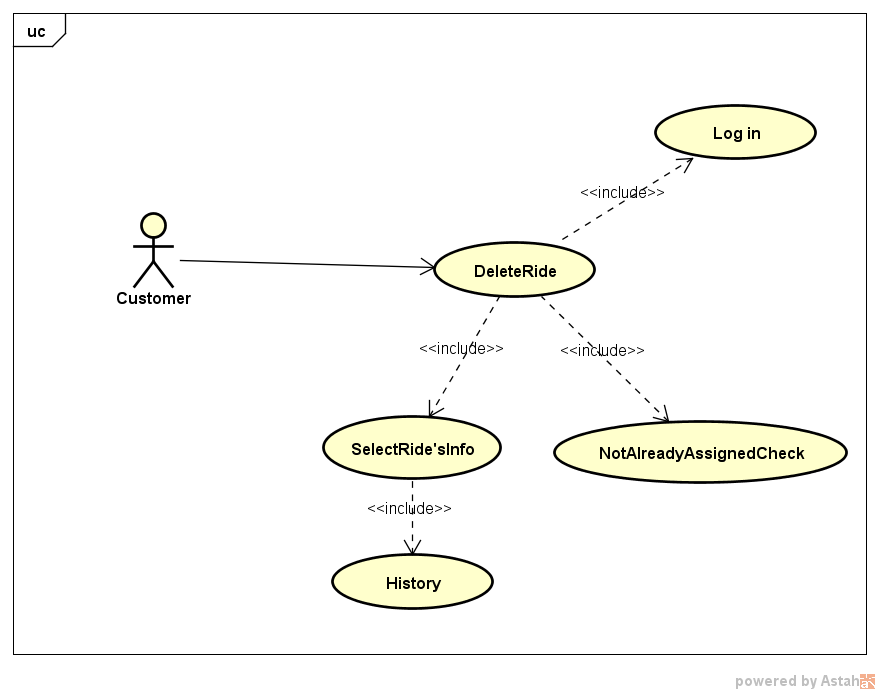 uc
Log in
<<include>>
DeleteRide
Customer
<<include>>
<<include>>
SelectRide'sInfo
NotAlreadyAssignedCheck
<<include>>
History
powered by Astah